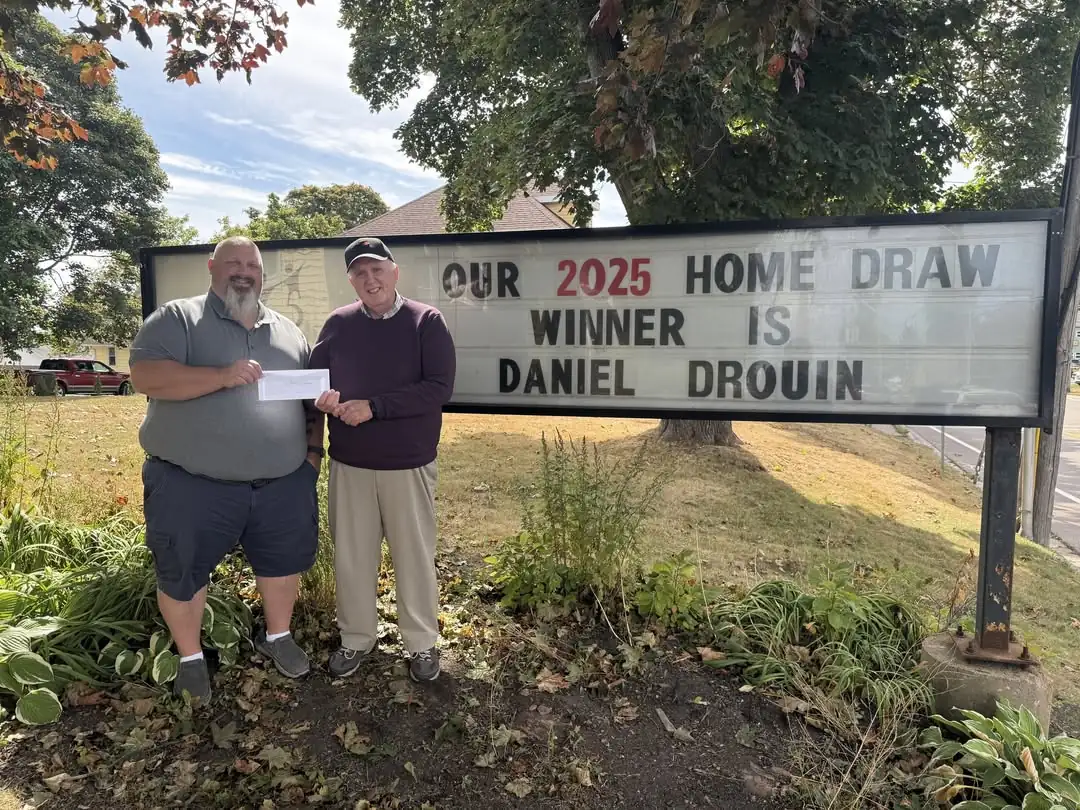 OUR 2025 HOME DRAW
WINNER IS
DANIEL DROUIN